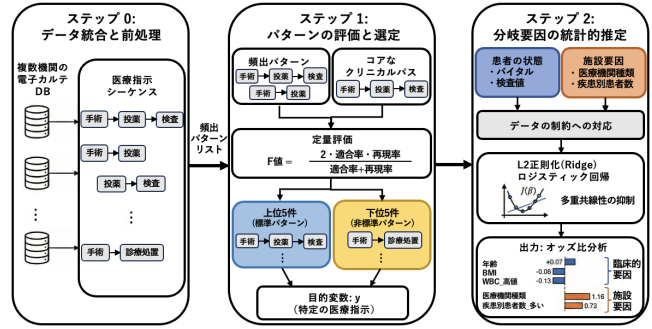 ステップ 0:
データ統合と前処理
複数機関の
電子カルテ
DB
医療指示
シーケンス
手術 投薬 検査
手術 投薬
投薬 検査
⋮
⋮
手術 診療処置
頻出
パターン
リスト
ステップ 1:
パターンの評価と選定
頻出パターン
手術 投薬 検査
手術 投薬
コアな
クリニカルパス
手術 投薬 検査
定量評価
F値 = 2・適合率・再現率
適合率+再現率
上位5件
(標準パターン)
手術 投薬 検査
⋮
下位5件
(非標準パターン)
手術 診療処置
⋮
目的変数: y
(特定の医療指示)
ステップ 2:
分岐要因の統計的推定
患者の状態
・バイタル
・検査値
施設要因
・医療機関種類
・疾患別患者数
データの制約への対応
L2正則化(Ridge)
ロジスティック回帰
J(β)
多重共線性の抑制
出力: オッズ比分析
年齢 +0.07
BMI -0.06
WBC_高値 -0.13
臨床的
要因
医療機関種類 1.16
疾患別患者数_多い 0.73
施設
要因